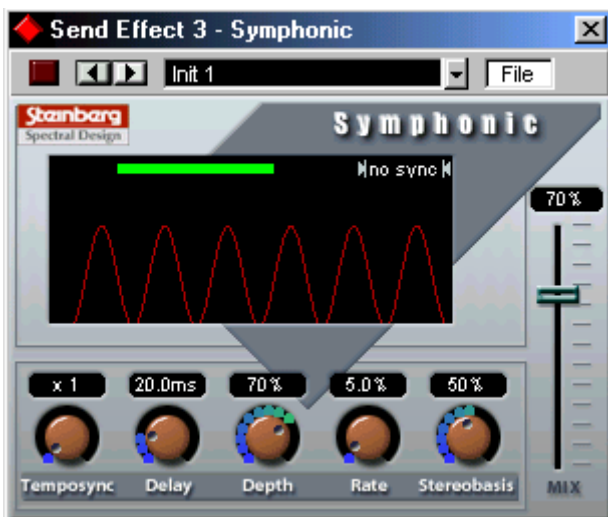 Send Effect 3 - Symphonic
Init 1
File
Steinberg
Spectral Design
Symphonic
no sync
70%
x 1
20.0ms
70%
5.0%
50%
Temposync
Delay
Depth
Rate
Stereobasis
MIX